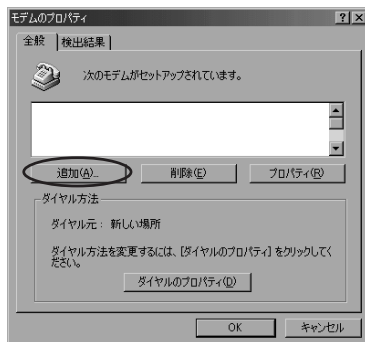 モデムのプロパティ
全般 検出結果
次のモデムがセットアップされています。
追加(A)... 削除(E) プロパティ(R)
ダイヤル方法
ダイヤル元: 新しい場所
ダイヤル方法を変更するには、[ダイヤルのプロパティ] をクリックしてく
ださい。
ダイヤルのプロパティ(D)
OK キャンセル